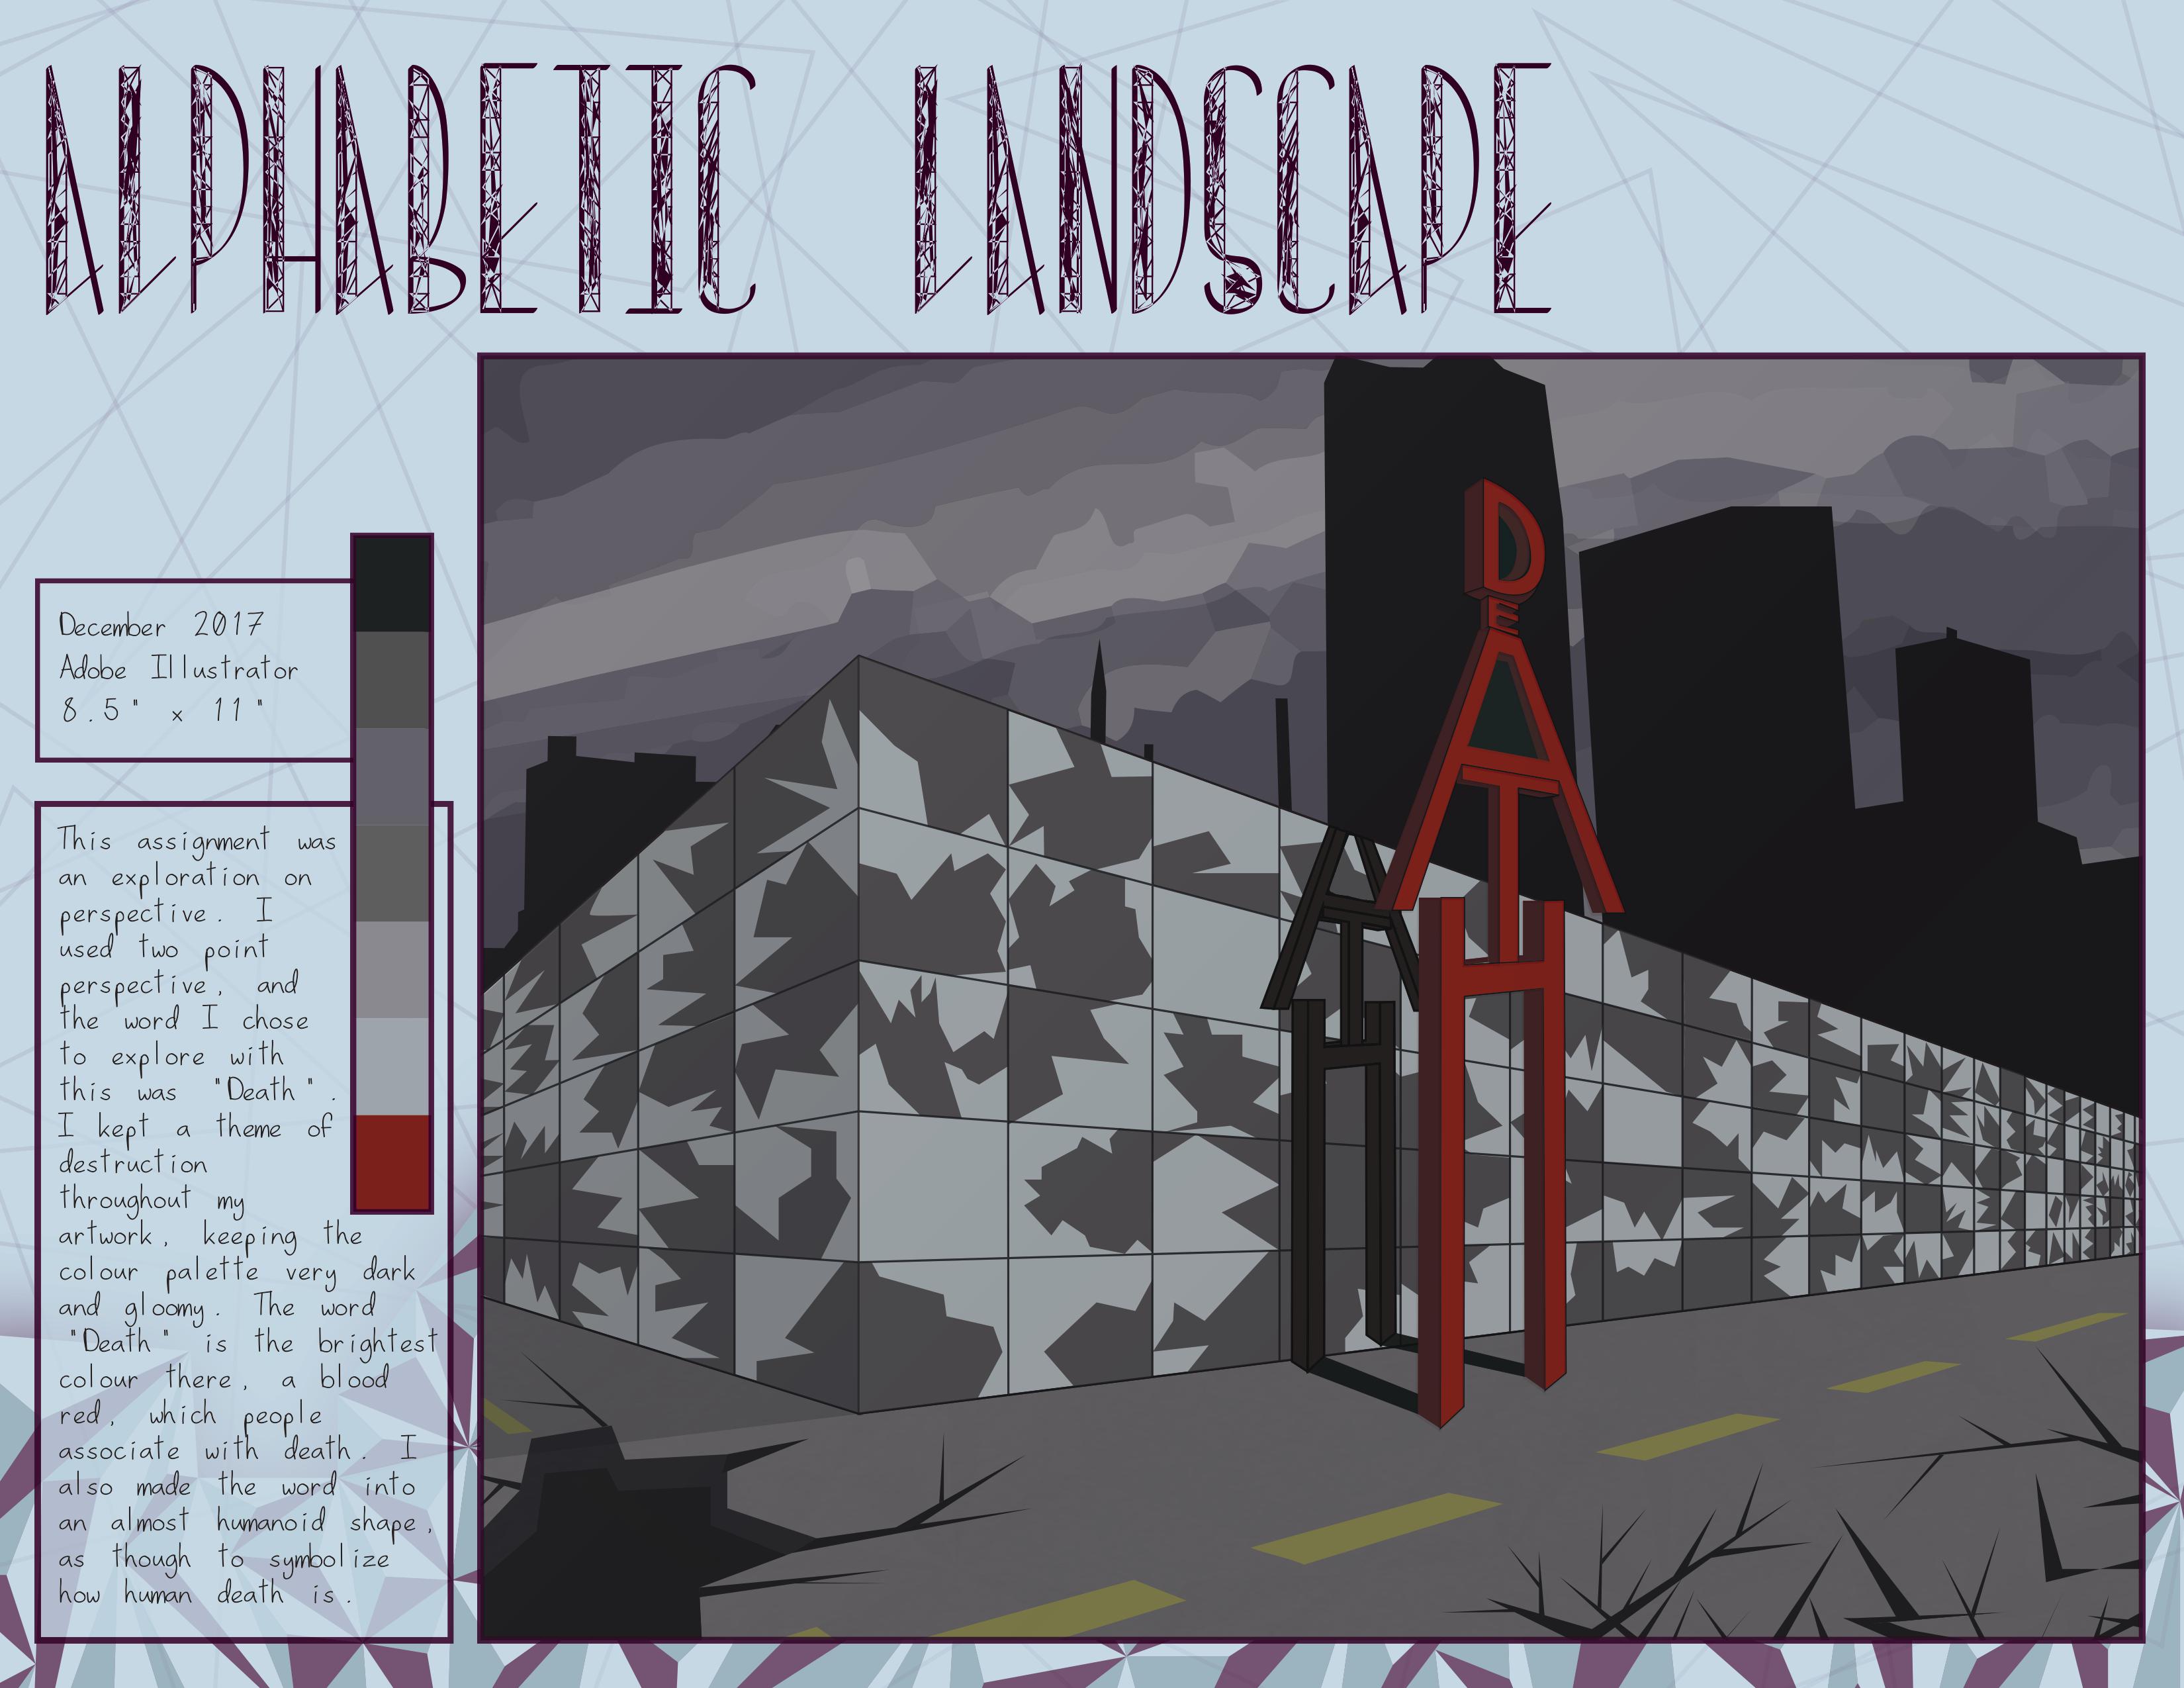 ALPHABETIC LANDSCAPE
December 2017
Adobe Illustrator
8.5" x 11"
This assignment was
an exploration on
perspective. I
used two point
perspective, and
the word I chose
to explore with
this was "Death".
I kept a theme of
destruction
throughout my
artwork, keeping the
colour palette very dark
and gloomy. The word
"Death" is the brightest
colour there, a blood
red, which people
associate with death. I
also made the word into
an almost humanoid shape,
as though to symbolize
how human death is.
DEATH